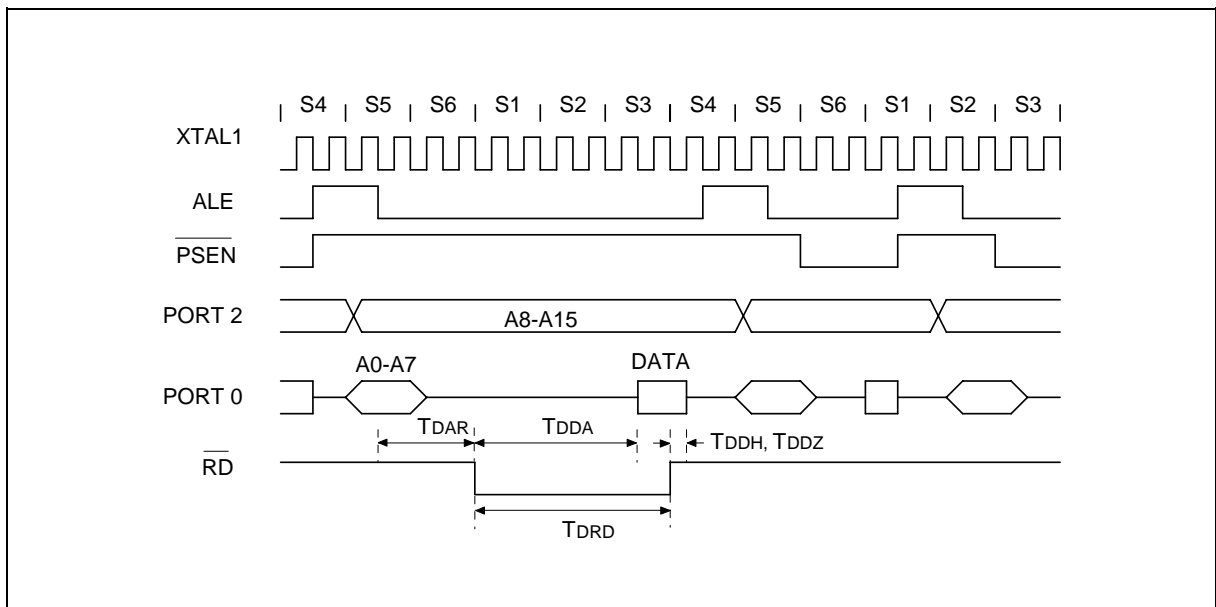 S4 S5 S6 S1 S2 S3 S4 S5 S6 S1 S2 S3
XTAL1
ALE
PSEN
PORT 2
A8-A15
A0-A7
DATA
PORT 0
TDAR
TDDA
TDDH, TDDZ
RD
TDRD